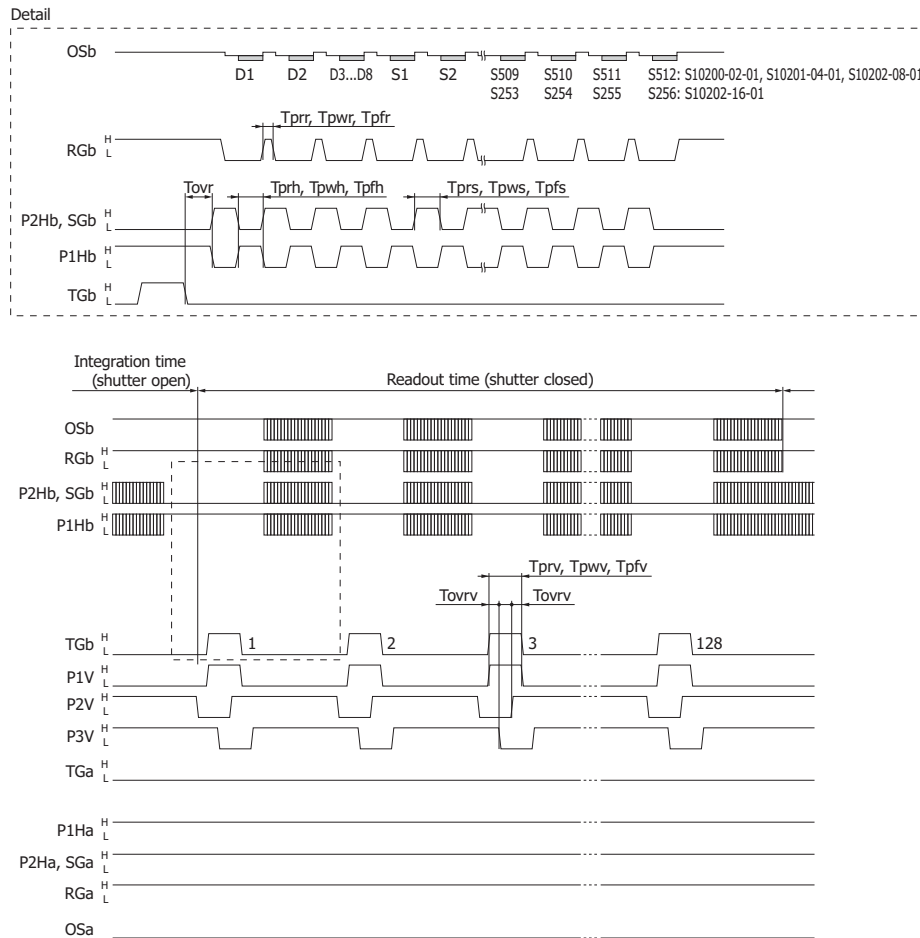 Detail
OSb
D1 D2 D3...D8 S1 S2 S509 S510 S511 S512: S10200-02-01, S10201-04-01, S10202-08-01
S253 S254 S255 S256: S10202-16-01
Tprr, Tpwr, Tpfr
RGb H L
Tovr Tprh, Tpwh, Tpfh Tprs, Tpws, Tpfs
P2Hb, SGb H L
P1Hb H L
TGb H L
Integration time
(shutter open) Readout time (shutter closed)
OSb
RGb H L
P2Hb, SGb H L
P1Hb H L
Tprv, Tpwv, Tpfv
Tovrv Tovrv
TGb H L 1 2 3 128
P1V H L
P2V H L
P3V H L
TGa H L
P1Ha H L
P2Ha, SGa H L
RGa H L
OSa